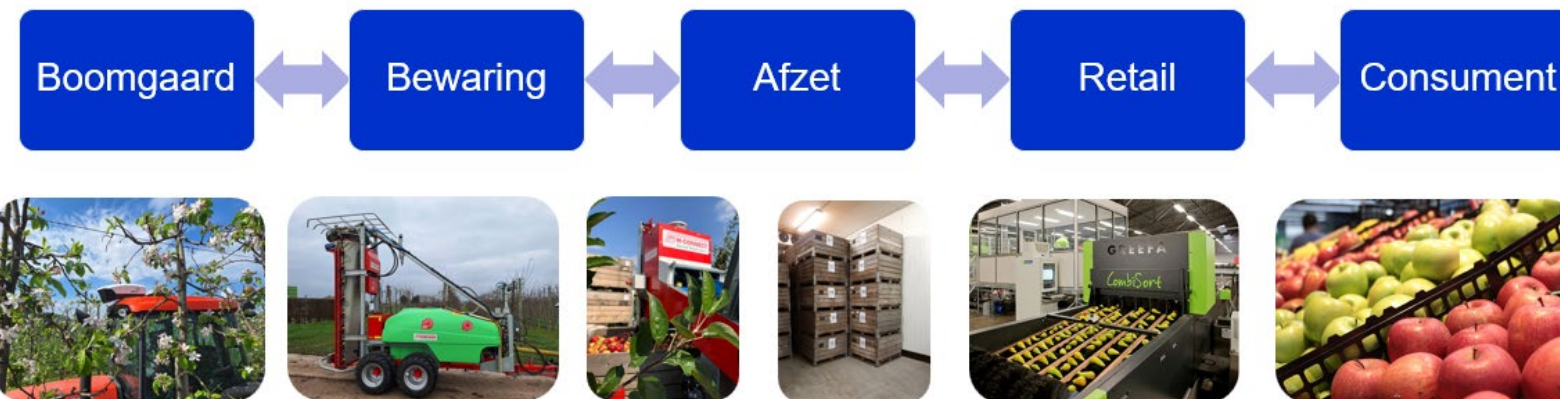 Boomgaard
Bewaring
Afzet
Retail
Consument
GREEFA
CombiSort